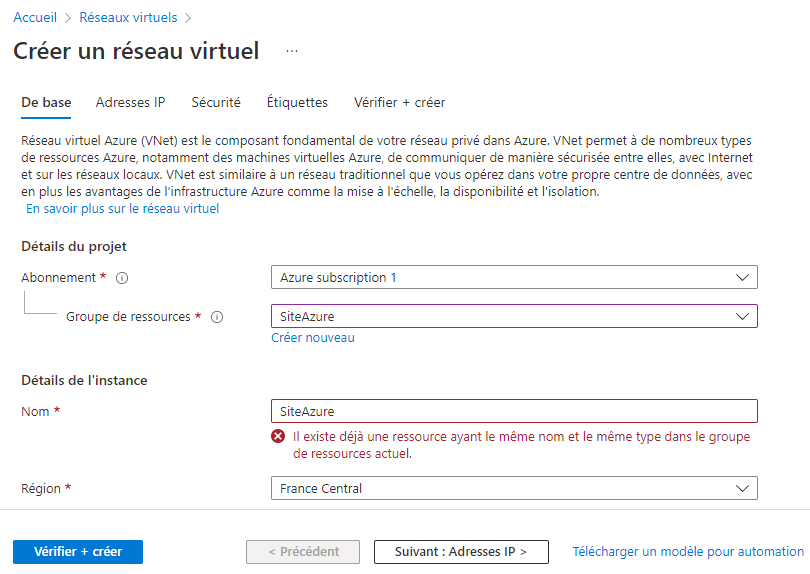 Accueil > Réseaux virtuels >
Créer un réseau virtuel ...
De base Adresses IP Sécurité Étiquettes Vérifier + créer
Réseau virtuel Azure (VNet) est le composant fondamental de votre réseau privé dans Azure. VNet permet à de nombreux types
de ressources Azure, notamment des machines virtuelles Azure, de communiquer de manière sécurisée entre elles, avec Internet
et sur les réseaux locaux. VNet est similaire à un réseau traditionnel que vous opérez dans votre propre centre de données, avec
en plus les avantages de l'infrastructure Azure comme la mise à l'échelle, la disponibilité et l'isolation.
En savoir plus sur le réseau virtuel
Détails du projet
Abonnement * Azure subscription 1
Groupe de ressources * SiteAzure
Créer nouveau
Détails de l'instance
Nom * SiteAzure
Il existe déjà une ressource ayant le même nom et le même type dans le groupe
de ressources actuel.
Région * France Central
Vérifier + créer < Précédent Suivant : Adresses IP > Télécharger un modèle pour automation